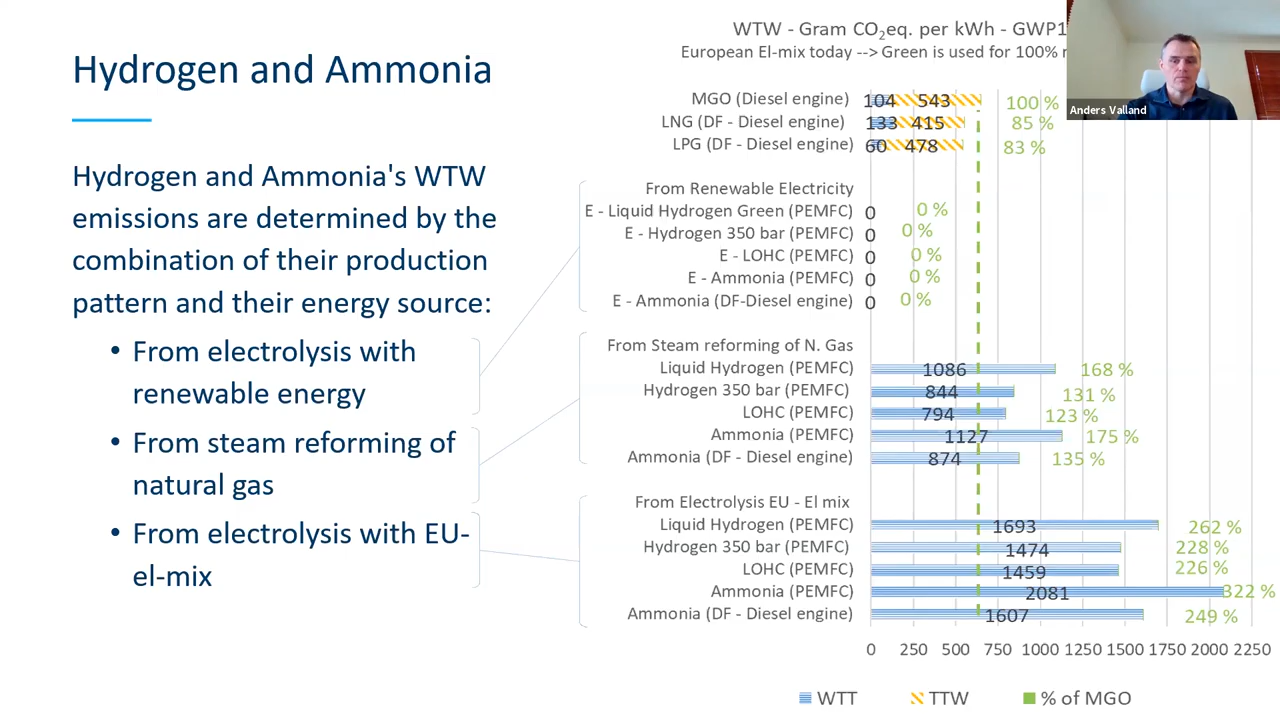 Hydrogen and Ammonia
Hydrogen and Ammonia's WTW
emissions are determined by the
combination of their production
pattern and their energy source:
• From electrolysis with
renewable energy
• From steam reforming of
natural gas
• From electrolysis with EU-
el-mix
WTW - Gram CO₂eq. per kWh - GWP1
European El-mix today --> Green is used for 100%
Anders Valland
MGO (Diesel engine) 104 543 100 %
LNG (DF - Diesel engine) 133 415 85 %
LPG (DF - Diesel engine) 60 478 83 %
From Renewable Electricity
E - Liquid Hydrogen Green (PEMFC) 0 0 %
E - Hydrogen 350 bar (PEMFC) 0 0 %
E - LOHC (PEMFC) 0 0 %
E - Ammonia (PEMFC) 0 0 %
E - Ammonia (DF-Diesel engine) 0 0 %
From Steam reforming of N. Gas
Liquid Hydrogen (PEMFC) 1086 168 %
Hydrogen 350 bar (PEMFC) 844 131 %
LOHC (PEMFC) 794 123 %
Ammonia (PEMFC) 1127 175 %
Ammonia (DF - Diesel engine) 874 135 %
From Electrolysis EU - El mix
Liquid Hydrogen (PEMFC) 1693 262 %
Hydrogen 350 bar (PEMFC) 1474 228 %
LOHC (PEMFC) 1459 226 %
Ammonia (PEMFC) 2081 322 %
Ammonia (DF - Diesel engine) 1607 249 %
0 250 500 750 1000 1250 1500 1750 2000 2250
WTT TTW % of MGO